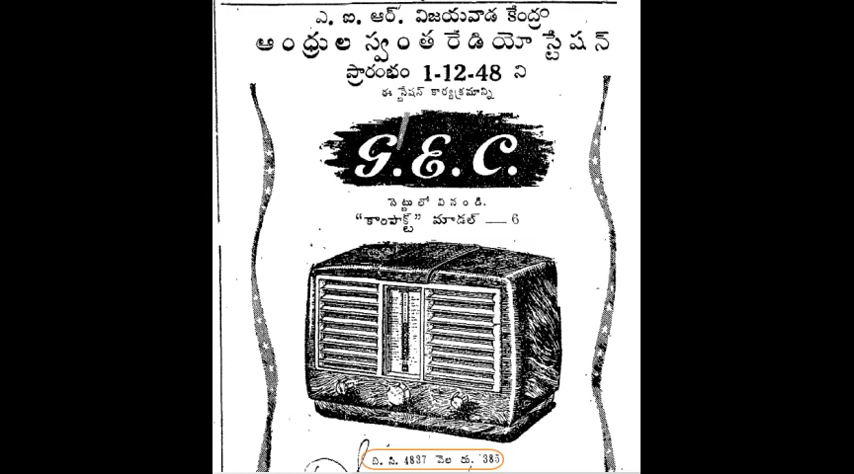 ఎ. ఐ. ఆర్. విజయవాడ కేంద్రం
ఆంధ్రుల స్వంత రేడియో స్టేషన్
ప్రారంభం 1-12-48 ని
ఈ స్టేషన్ కార్యక్రమాన్ని
G.E.C.
సెట్టులో వినండి.
“కాంపాక్ట్” మాడల్ — 6
బి. సి. 4837 వెల రు. 385